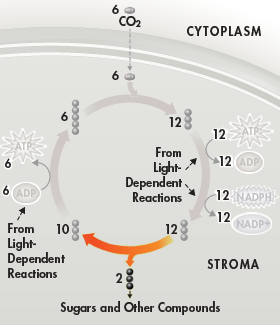 6
CO2
CYTOPLASM
6
6
12
12
ATP
12
ADP
ATP
6
6
ADP
From
Light-
Dependent
Reactions
12
NADPH
12
NADP+
10
12
From
Light-
Dependent
Reactions
STROMA
2
Sugars and Other Compounds